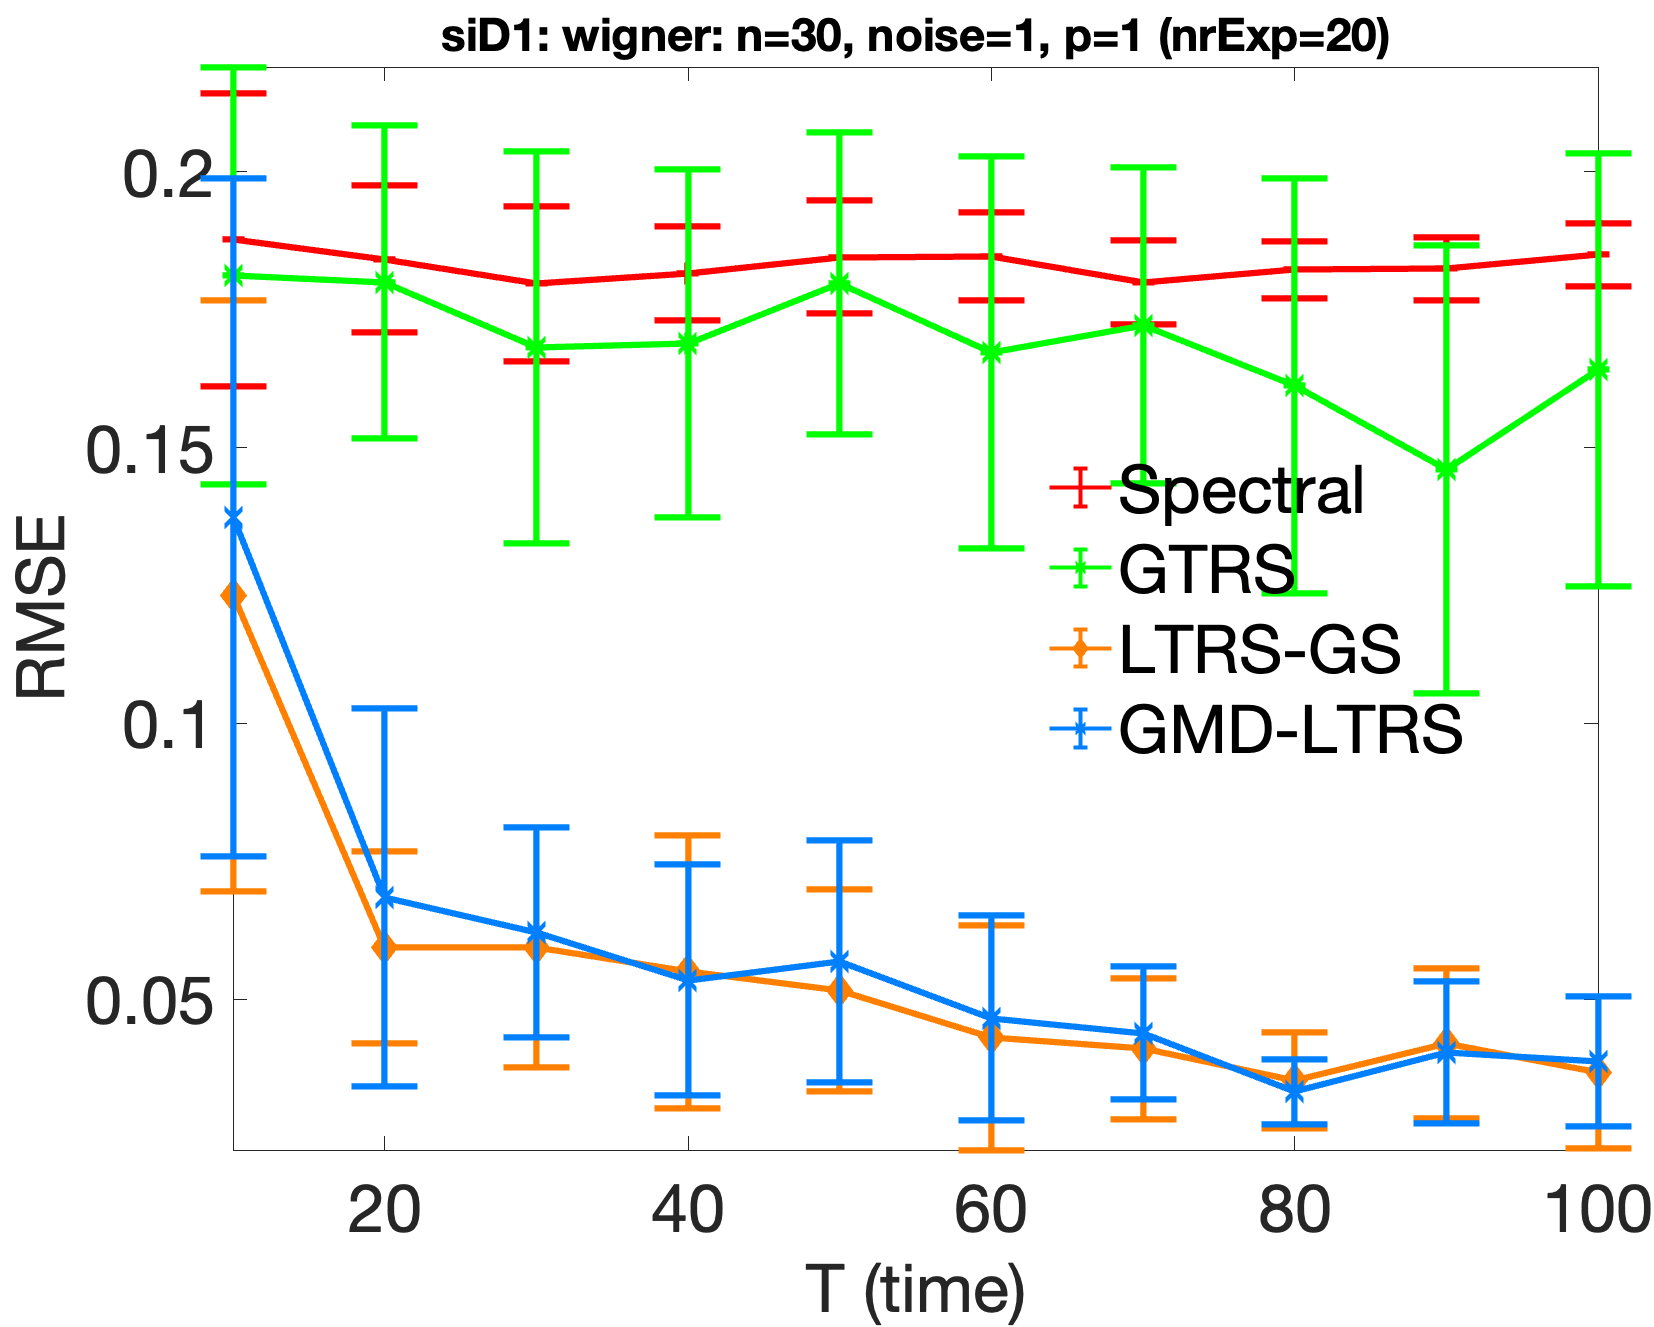 siD1: wigner: n=30, noise=1, p=1 (nrExp=20)
0.2
0.15
0.1
0.05
RMSE
Spectral
GTRS
LTRS-GS
GMD-LTRS
20 40 60 80 100
T (time)